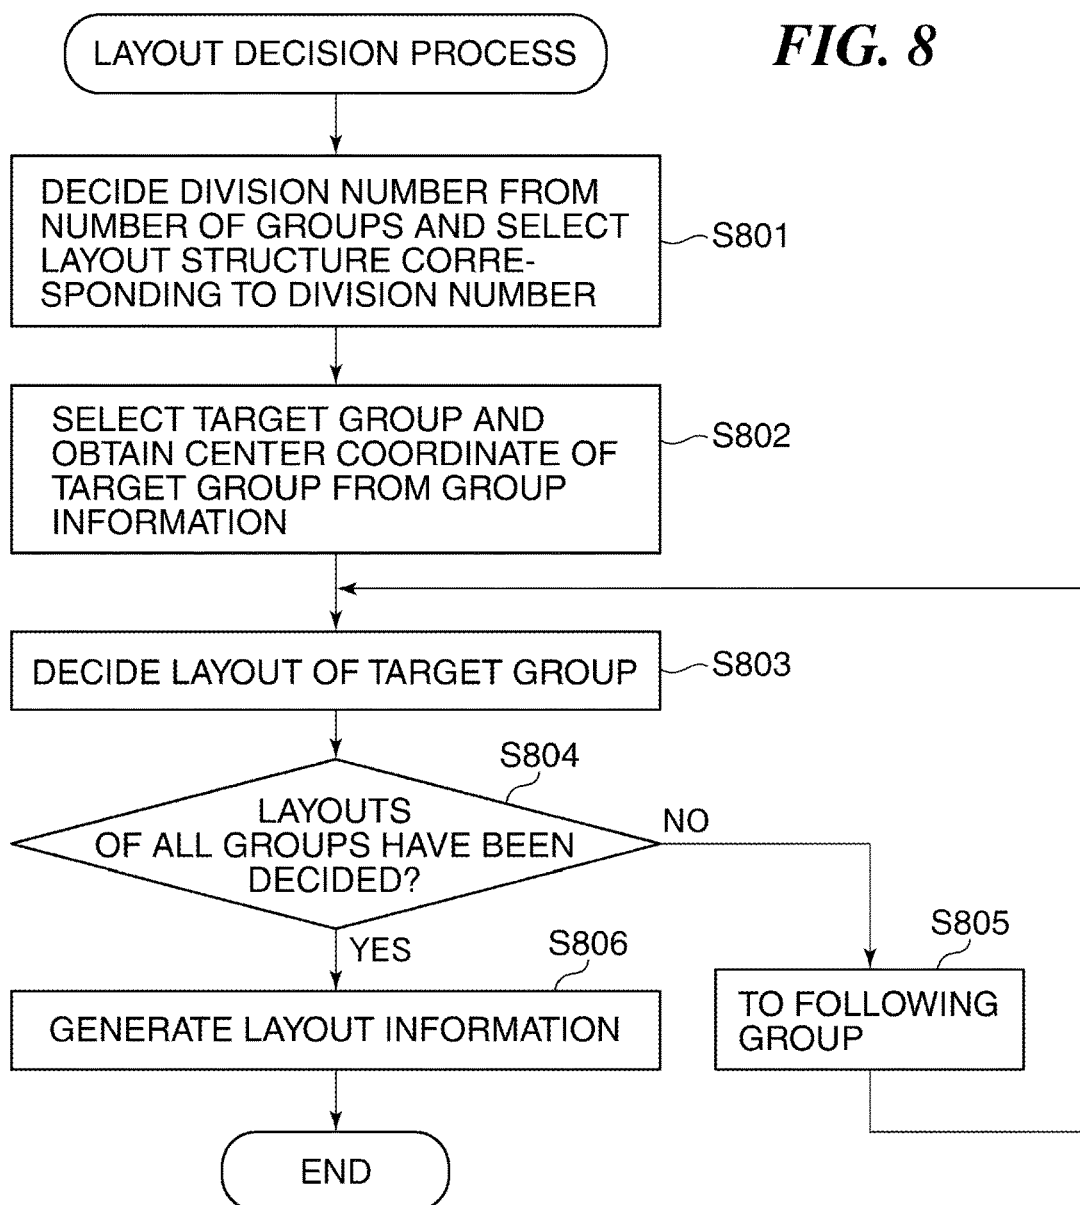 FIG. 8
LAYOUT DECISION PROCESS
DECIDE DIVISION NUMBER FROM
NUMBER OF GROUPS AND SELECT
LAYOUT STRUCTURE CORRE-
SPONDING TO DIVISION NUMBER
S801
SELECT TARGET GROUP AND
OBTAIN CENTER COORDINATE OF
TARGET GROUP FROM GROUP
INFORMATION
S802
DECIDE LAYOUT OF TARGET GROUP
S803
S804
LAYOUTS
OF ALL GROUPS HAVE BEEN
DECIDED?
NO
YES
S805
TO FOLLOWING
GROUP
S806
GENERATE LAYOUT INFORMATION
END